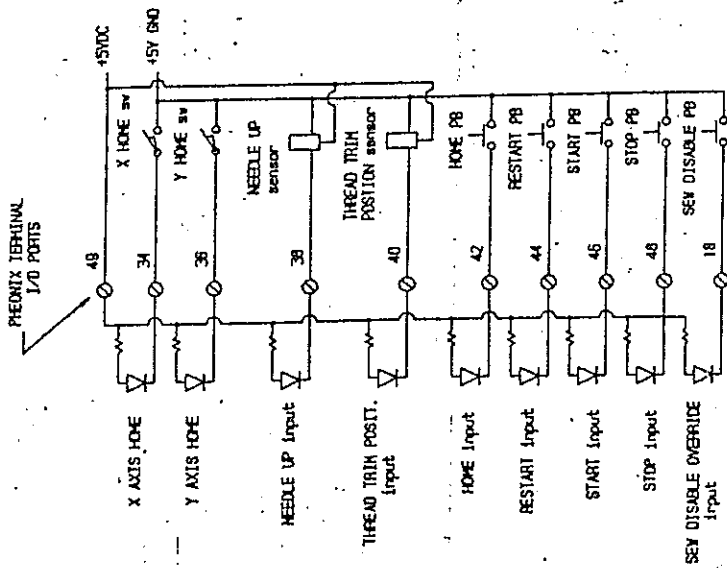 PHEONIX TERMINAL
I/O PORTS
49
+5VDC
+5V GND
X AXIS HOME
34
X HOME sw
Y AXIS HOME
36
Y HOME sw
NEEDLE UP input
38
NEEDLE UP
sensor
THREAD TRIM POSIT.
input
40
THREAD TRIM
POSTION sensor
HOME input
42
HOME PB
RESTART input
44
RESTART PB
START input
46
START PB
STOP input
48
STOP PB
SEW DISABLE OVERRIDE
input
18
SEW DISABLE PB